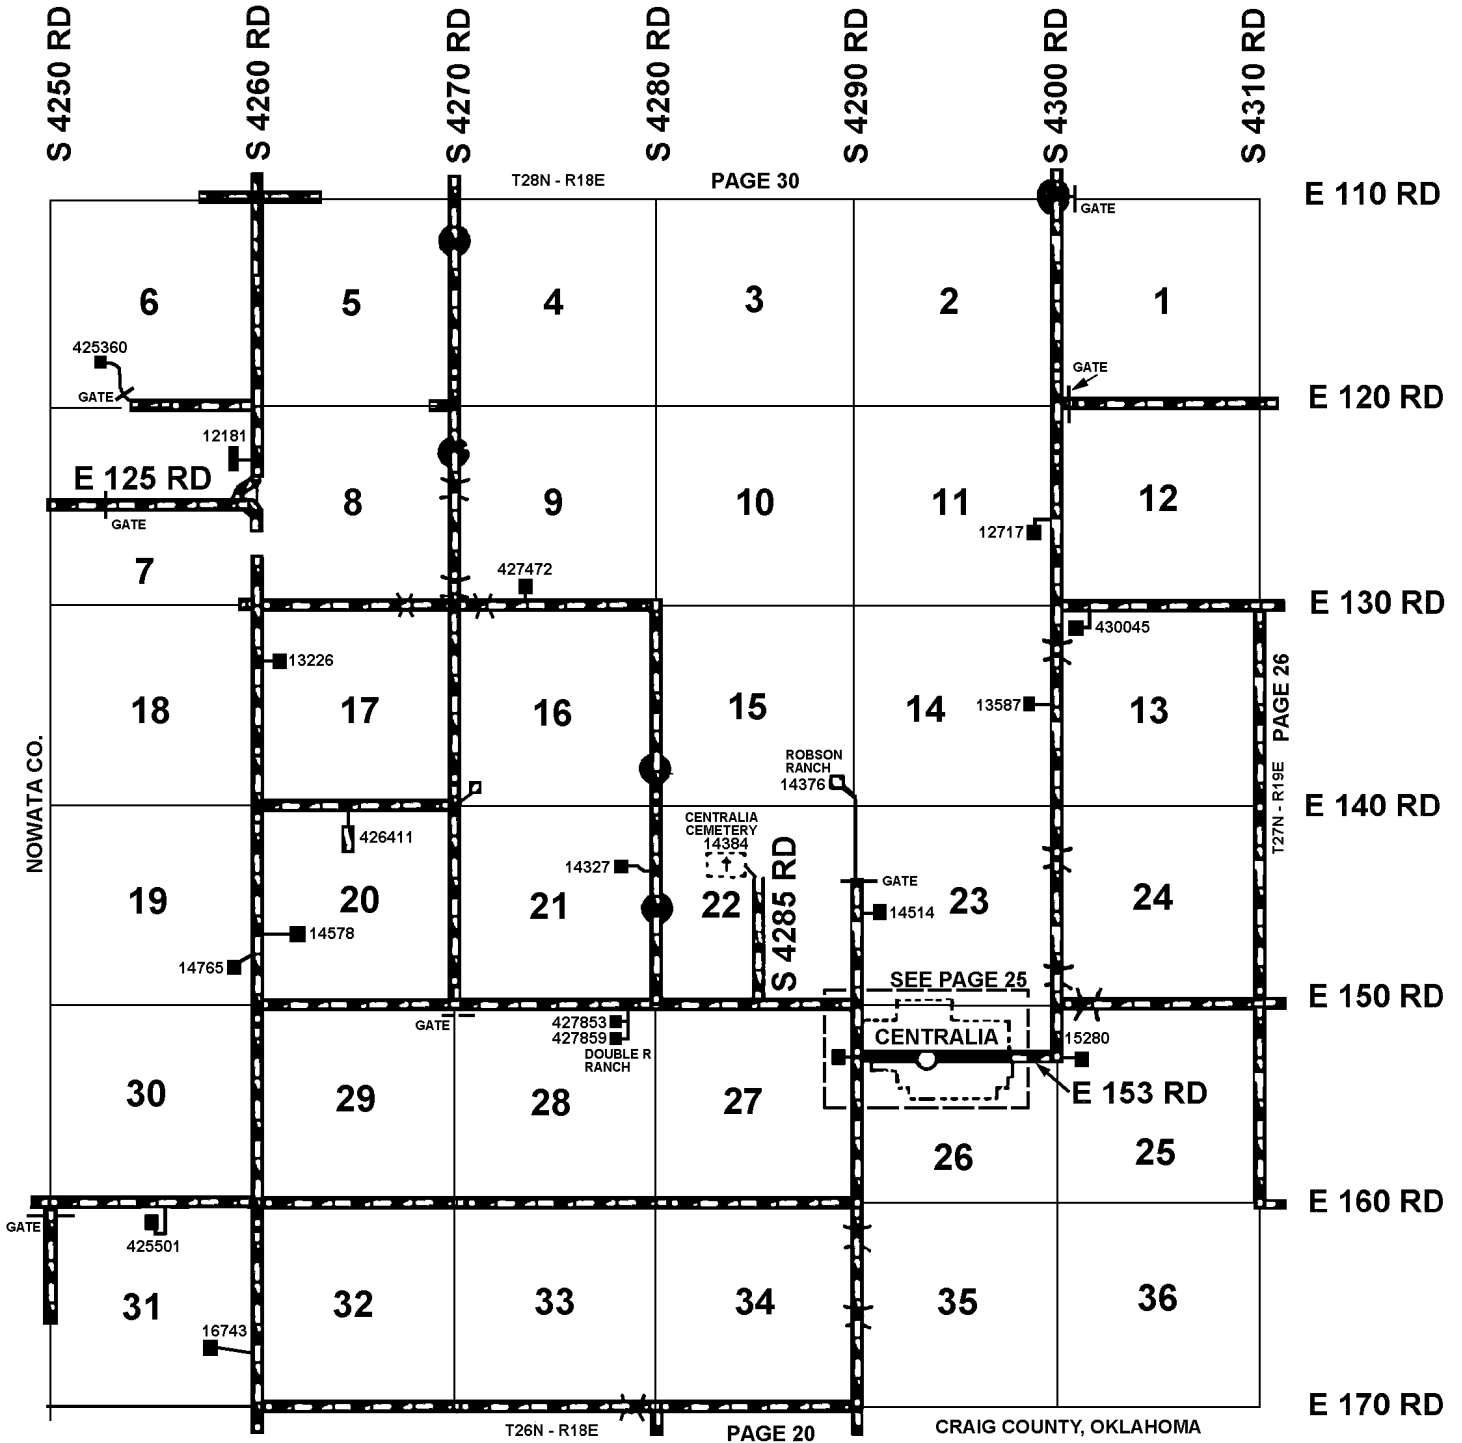 S 4250 RD
S 4260 RD
S 4270 RD
S 4280 RD
S 4290 RD
S 4300 RD
S 4310 RD
T28N - R18E
PAGE 30
E 110 RD
GATE
6
5
4
3
2
1
425360
GATE
GATE
E 120 RD
12181
E 125 RD
GATE
8
9
10
11
12
12717
7
427472
E 130 RD
430045
13226
18
17
16
15
14
13
13587
PAGE 26
NOWATA CO.
ROBSON
RANCH
14376
T27N - R19E
E 140 RD
426411
CENTRALIA
CEMETERY
14384
14327
S 4285 RD
GATE
19
20
21
22
14514
23
24
14578
14765
SEE PAGE 25
E 150 RD
GATE
427853
427859
DOUBLE R
RANCH
CENTRALIA
15280
E 153 RD
30
29
28
27
26
25
E 160 RD
GATE
425501
31
32
33
34
35
36
16743
E 170 RD
T26N - R18E
PAGE 20
CRAIG COUNTY, OKLAHOMA